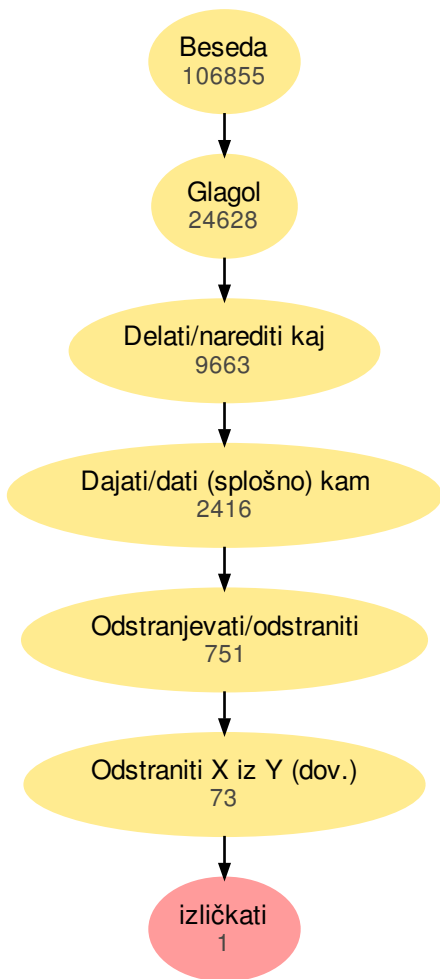 Beseda
106855
Glagol
24628
Delati/narediti kaj
9663
Dajati/dati (splošno) kam
2416
Odstranjevati/odstraniti
751
Odstraniti X iz Y (dov.)
73
izličkati
1